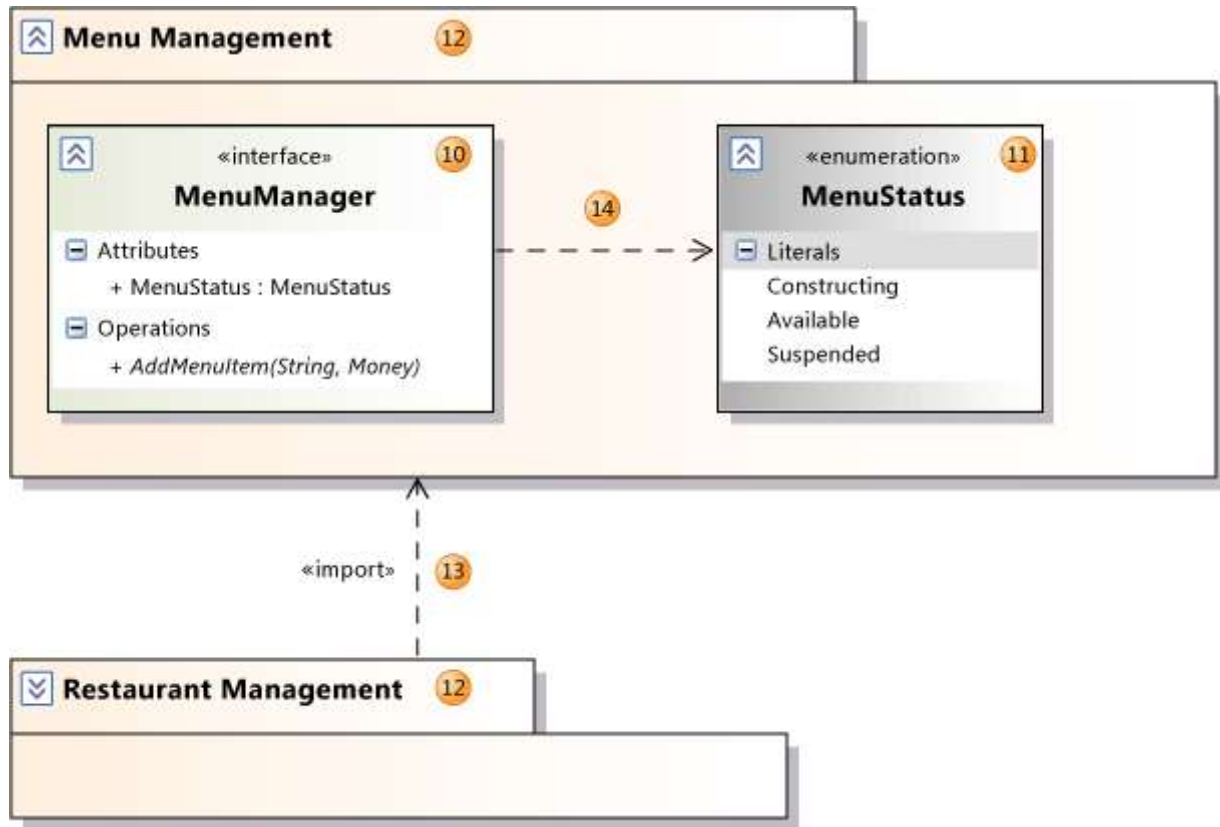 Menu Management 12
«interface» 10
MenuManager
Attributes
+ MenuStatus : MenuStatus
Operations
+ AddMenuItem(String, Money)
14
«enumeration» 11
MenuStatus
Literals
Constructing
Available
Suspended
«import» 13
Restaurant Management 12